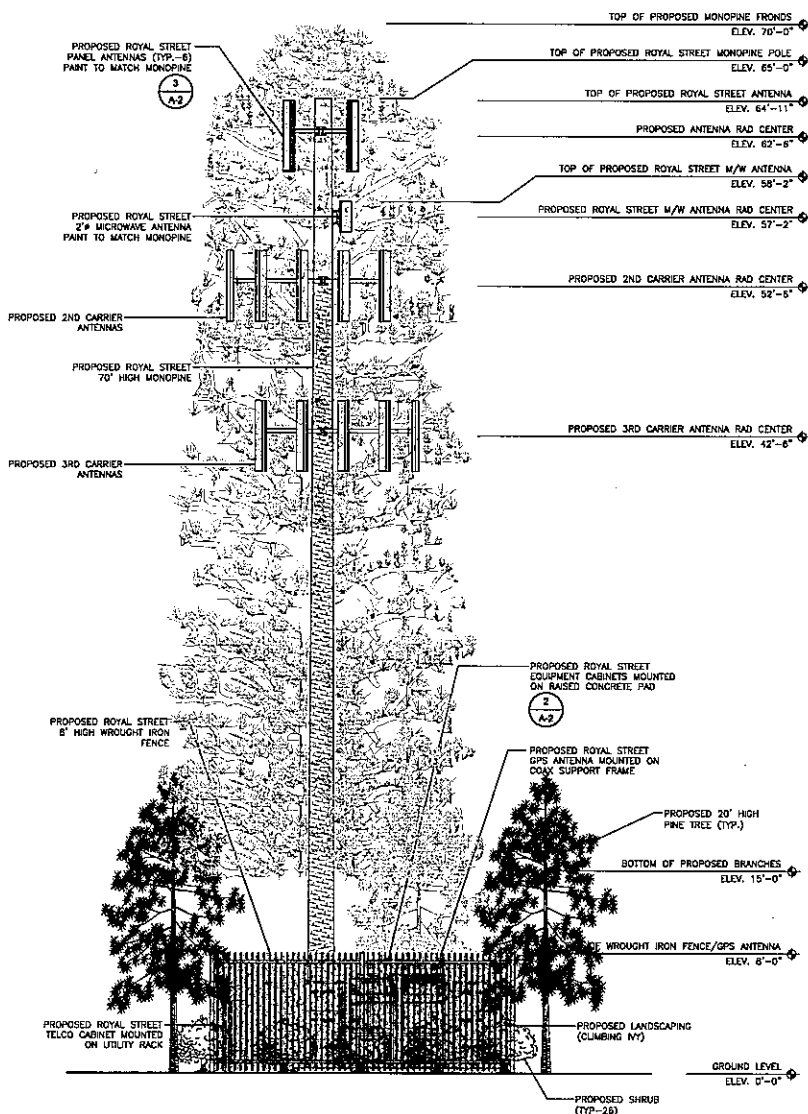 TOP OF PROPOSED MONOPINE FRONDS
ELEV. 70'-0"
PROPOSED ROYAL STREET
PANEL ANTENNAS (TYP.-6)
PAINT TO MATCH MONOPINE
3
A-2
TOP OF PROPOSED ROYAL STREET MONOPINE POLE
ELEV. 65'-0"
TOP OF PROPOSED ROYAL STREET ANTENNA
ELEV. 64'-11"
PROPOSED ANTENNA RAD CENTER
ELEV. 62'-6"
TOP OF PROPOSED ROYAL STREET M/W ANTENNA
ELEV. 58'-2"
PROPOSED ROYAL STREET
2'ø MICROWAVE ANTENNA
PAINT TO MATCH MONOPINE
PROPOSED ROYAL STREET M/W ANTENNA RAD CENTER
ELEV. 57'-2"
PROPOSED 2ND CARRIER ANTENNA RAD CENTER
ELEV. 52'-6"
PROPOSED 2ND CARRIER
ANTENNAS
PROPOSED ROYAL STREET
70' HIGH MONOPINE
PROPOSED 3RD CARRIER ANTENNA RAD CENTER
ELEV. 42'-6"
PROPOSED 3RD CARRIER
ANTENNAS
PROPOSED ROYAL STREET
EQUIPMENT CABINETS MOUNTED
ON RAISED CONCRETE PAD
2
A-2
PROPOSED ROYAL STREET
8' HIGH WROUGHT IRON
FENCE
PROPOSED ROYAL STREET
GPS ANTENNA MOUNTED ON
COAX SUPPORT FRAME
PROPOSED 20' HIGH
PINE TREE (TYP.)
BOTTOM OF PROPOSED BRANCHES
ELEV. 15'-0"
WROUGHT IRON FENCE/GPS ANTENNA
ELEV. 8'-0"
PROPOSED ROYAL STREET
TELCO CABINET MOUNTED
ON UTILITY RACK
PROPOSED LANDSCAPING
(CLIMBING IVY)
GROUND LEVEL
ELEV. 0'-0"
PROPOSED SHRUB
(TYP-26)